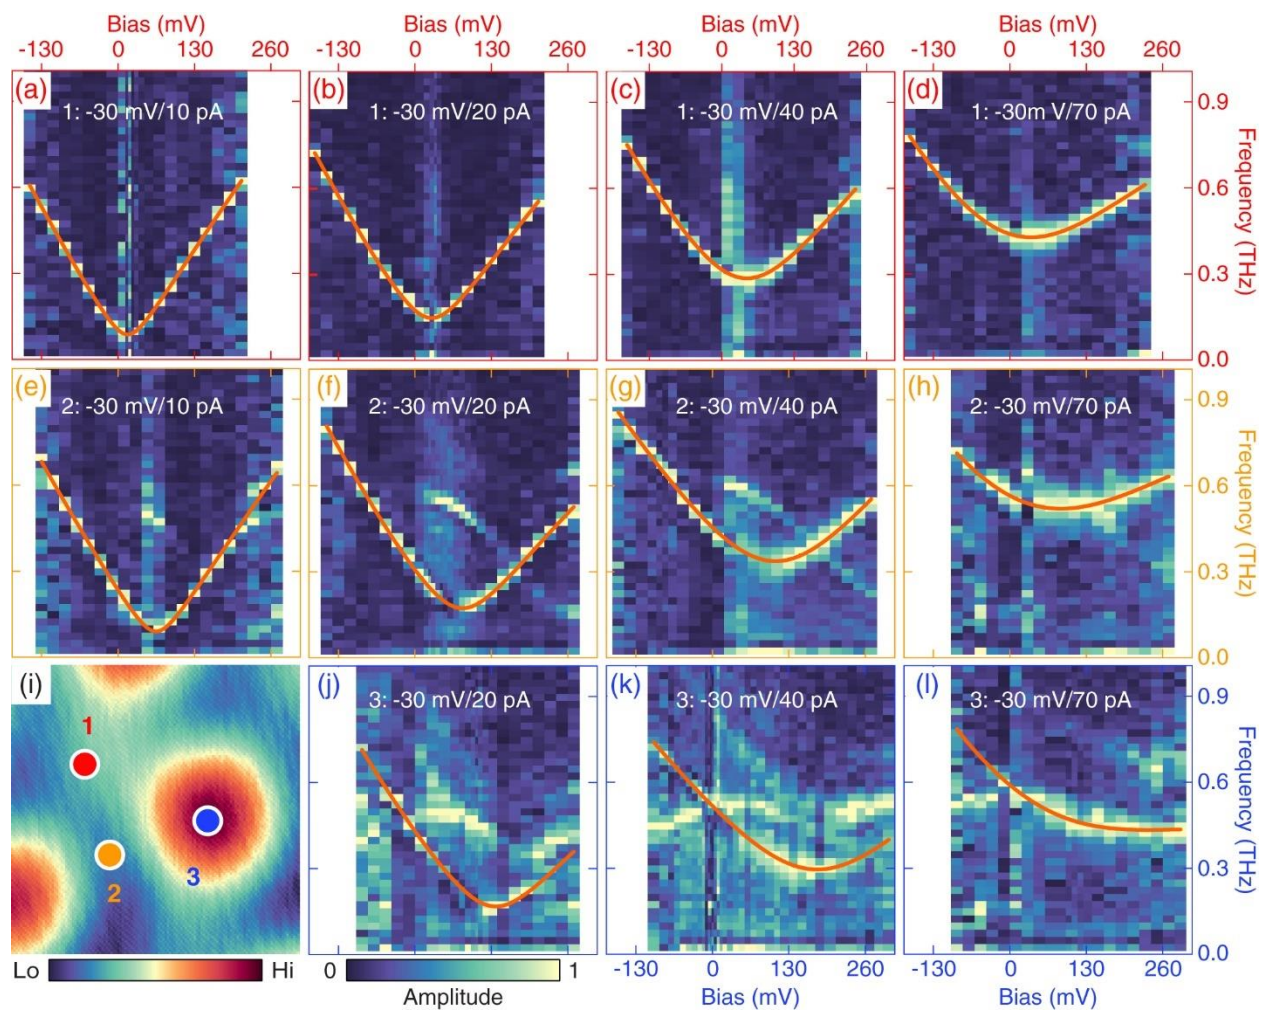 Bias (mV) Bias (mV) Bias (mV) Bias (mV)
-130 0 130 260 -130 0 130 260 -130 0 130 260 -130 0 130 260
(a) 1: -30 mV/10 pA (b) 1: -30 mV/20 pA (c) 1: -30 mV/40 pA (d) 1: -30m V/70 pA
0.9
0.6
0.3
0.0
Frequency (THz)
(e) 2: -30 mV/10 pA (f) 2: -30 mV/20 pA (g) 2: -30 mV/40 pA (h) 2: -30 mV/70 pA
0.9
0.6
0.3
0.0
Frequency (THz)
(i) (j) 3: -30 mV/20 pA (k) 3: -30 mV/40 pA (l) 3: -30 mV/70 pA
1
2
3
0.9
0.6
0.3
0.0
Frequency (THz)
Lo Hi 0 1 -130 0 130 260 -130 0 130 260
Amplitude Bias (mV) Bias (mV)